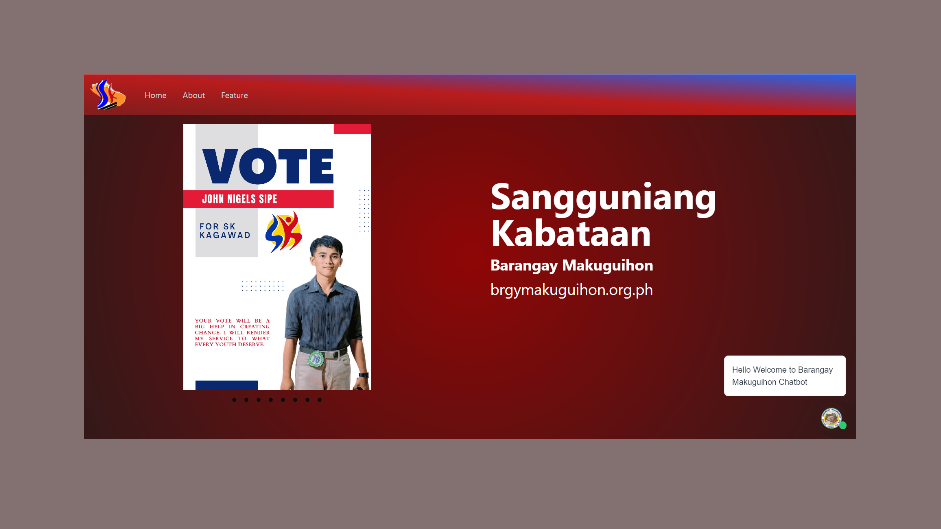 Home About Feature
VOTE
JOHN NIGELS SIPE
FOR SK
KAGAWAD
YOUR VOTE WILL BE A
BIG HELP IN CREATING
CHANGE. I WILL RENDER
MY SERVICE TO WHAT
EVERY YOUTH DESERVE.
Sangguniang
Kabataan
Barangay Makuguihon
brgymakuguihon.org.ph
Hello Welcome to Barangay
Makuguihon Chatbot